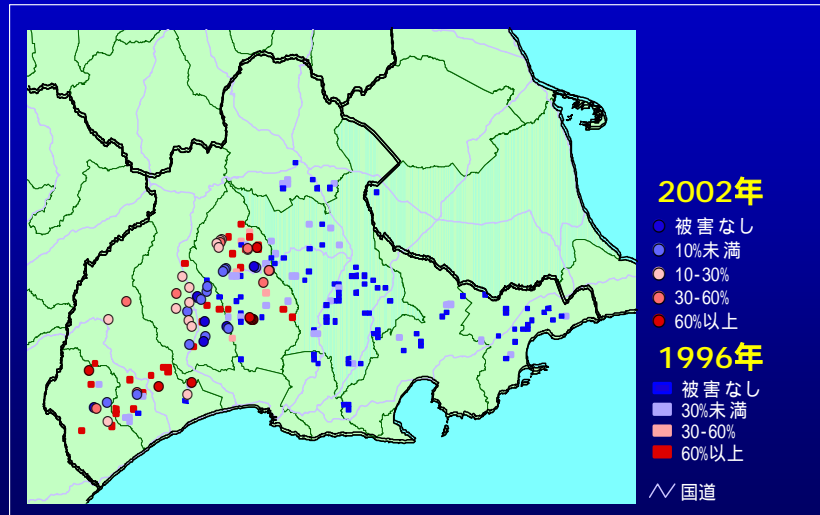 2002年
被害なし
10%未満
10-30%
30-60%
60%以上
1996年
被害なし
30%未満
30-60%
60%以上
国道